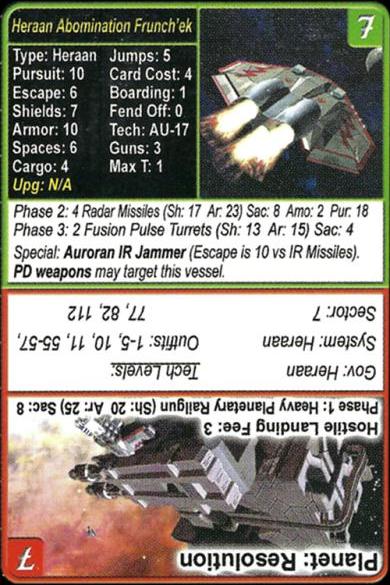 Heraan Abomination Frunch'ek
7
Type: Heraan Jumps: 5
Pursuit: 10 Card Cost: 4
Escape: 6 Boarding: 1
Shields: 7 Fend Off: 0
Armor: 10 Tech: AU-17
Spaces: 6 Guns: 3
Cargo: 4 Max T: 1
Upg: N/A
Phase 2: 4 Radar Missiles (Sh: 17 Ar: 23) Sac: 8 Amo: 2 Pur: 18
Phase 3: 2 Fusion Pulse Turrets (Sh: 13 Ar: 15) Sac: 4
Special: Auroran IR Jammer (Escape is 10 vs IR Missiles).
PD weapons may target this vessel.
7
Planet: Resolution
Hostile Landing Fee: 3
Phase 1: Heavy Planetary Railgun (Sh: 20 Ar: 25) Sac: 8
Gov: Heraan Tech Levels:
System: Heraan Outfits: 1-5, 10, 11, 55-57,
Sector: 7 77, 82, 112